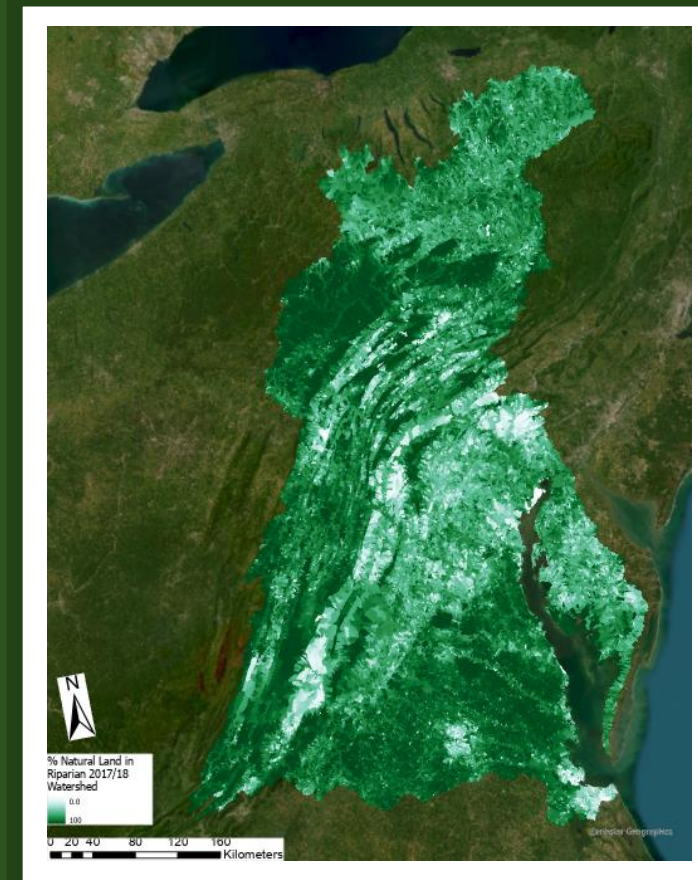 N
% Natural Land in
Riparian 2017/18
Watershed
0.0
100
0 20 40 80 120 160
Kilometers
Earthstar Geographics